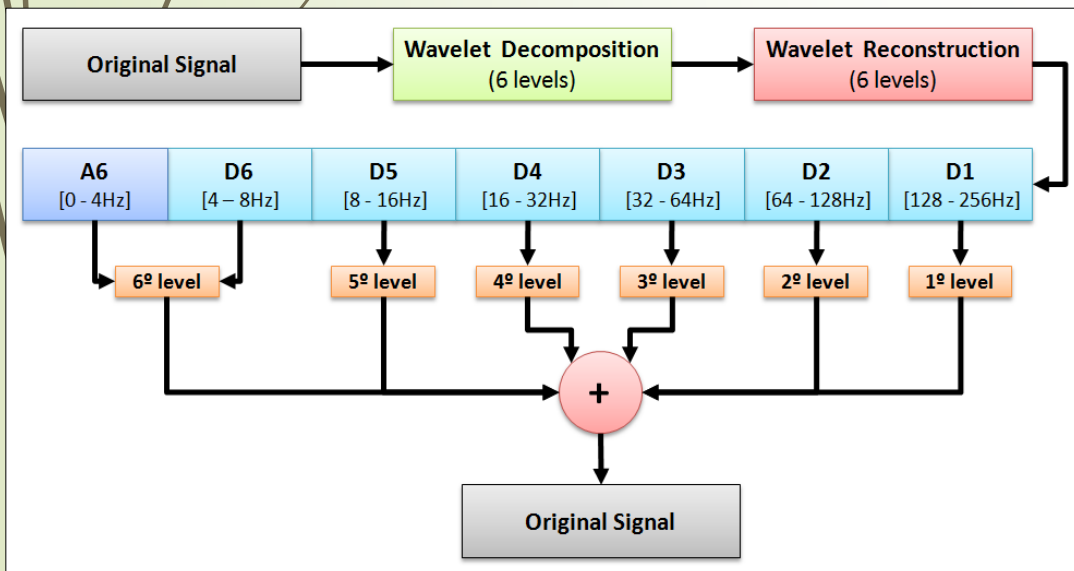 Original Signal
Wavelet Decomposition
(6 levels)
Wavelet Reconstruction
(6 levels)
A6
[0 - 4Hz]
D6
[4 – 8Hz]
D5
[8 - 16Hz]
D4
[16 - 32Hz]
D3
[32 - 64Hz]
D2
[64 - 128Hz]
D1
[128 - 256Hz]
6º level
5º level
4º level
3º level
2º level
1º level
+
Original Signal